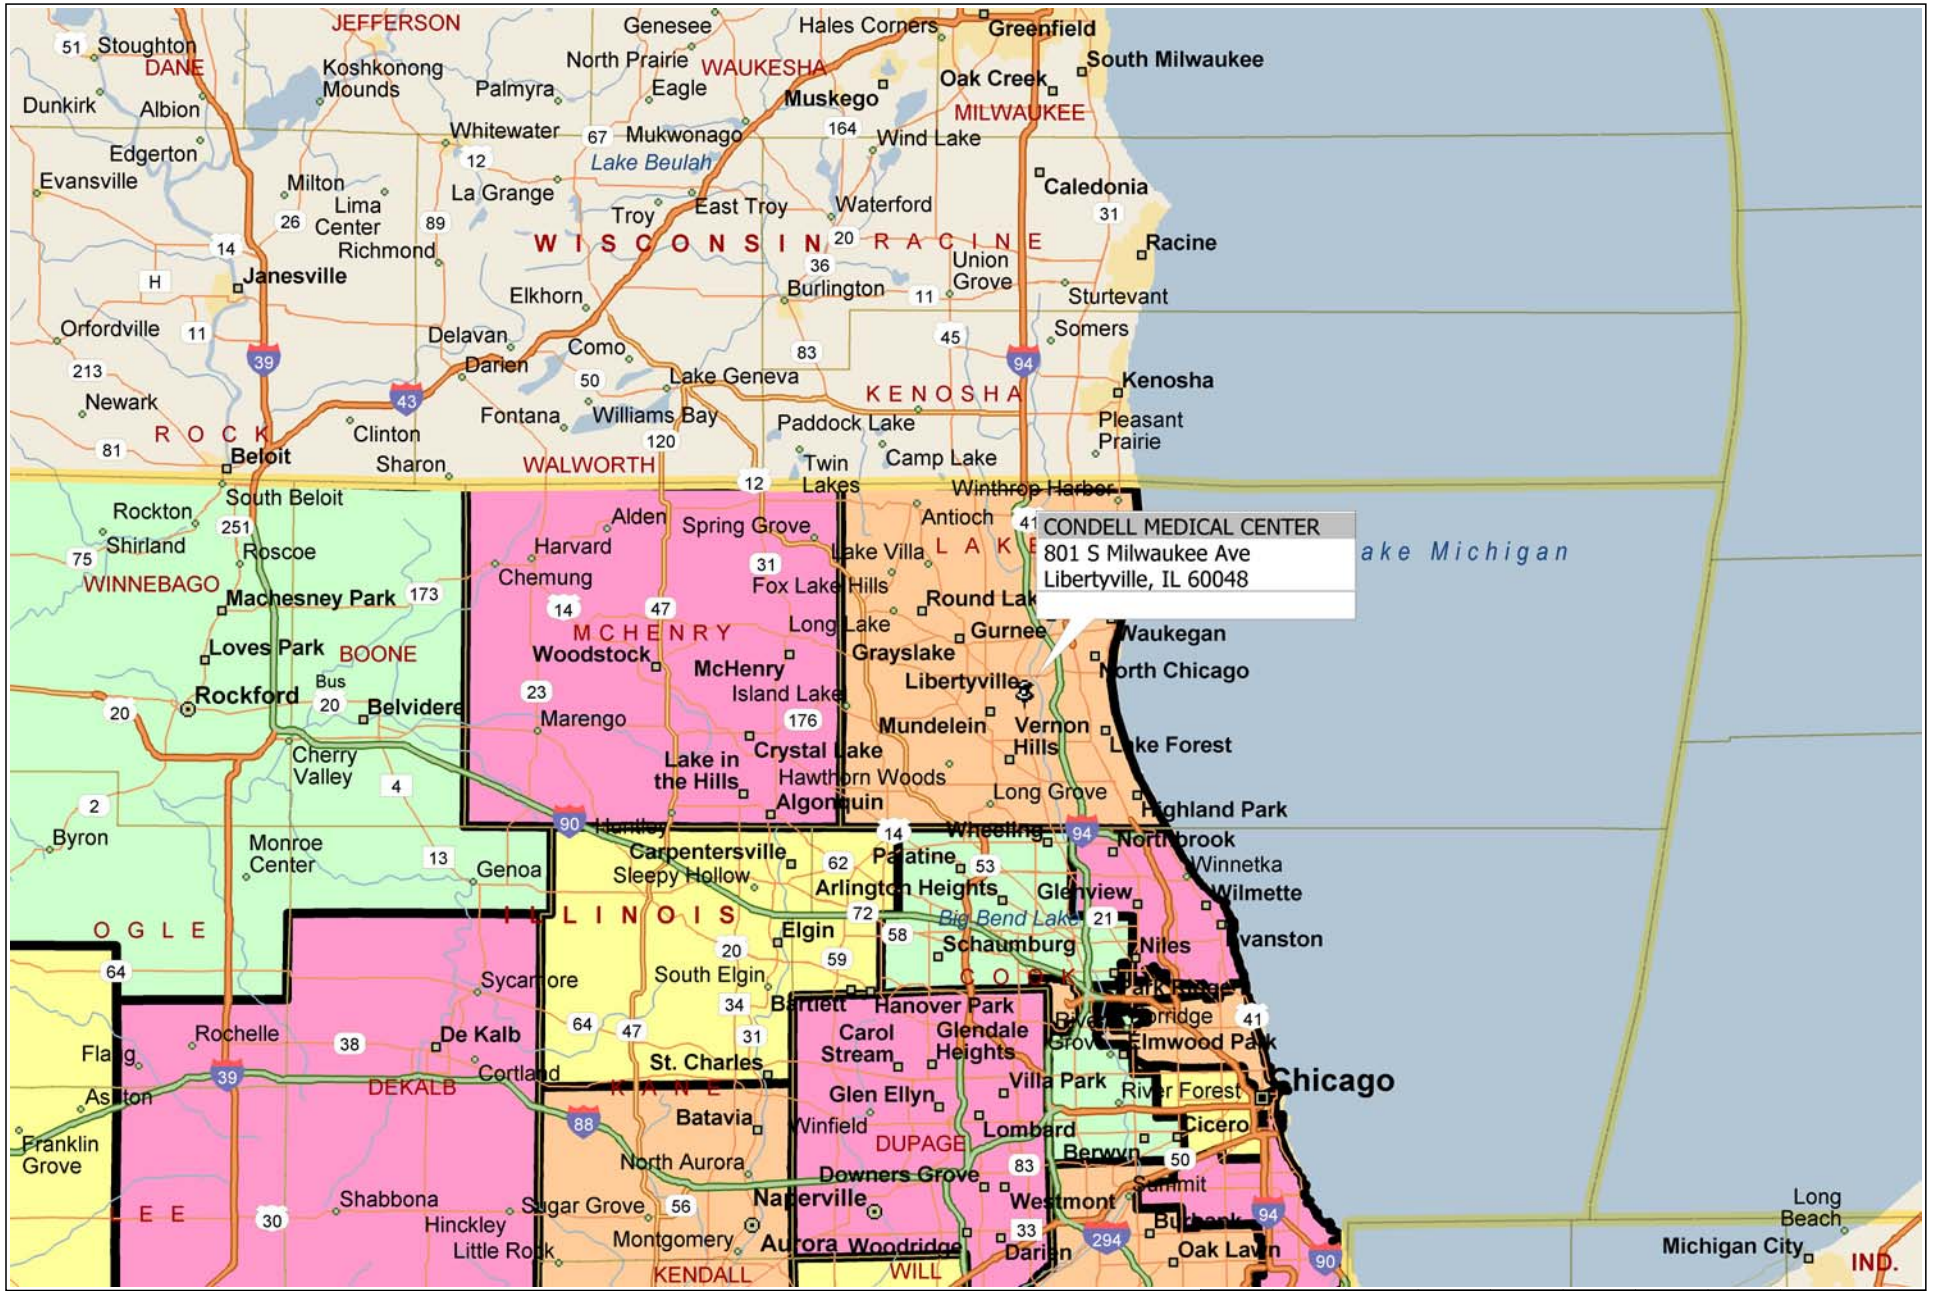 JEFFERSON
Genesee
Hales Corners
Greenfield
51
Stoughton
DANE
Koshkonong
Mounds
North Prairie
WAUKESHA
South Milwaukee
Oak Creek
Palmyra
Eagle
Muskego
MILWAUKEE
Dunkirk
Albion
Whitewater
67
Mukwonago
164
Wind Lake
Edgerton
12
Lake Beulah
Evansville
Milton
La Grange
Caledonia
Lima
Center
26
89
Troy
East Troy
Waterford
31
Richmond
14
WISCONSIN
20
RACINE
Racine
H
Janesville
36
Union
Grove
Elkhorn
Burlington
11
Sturtevant
Orfordville
11
Delavan
Como
45
Somers
39
Darien
83
94
213
50
Lake Geneva
Kenosha
Newark
43
KENOSHA
Fontana
Williams Bay
Paddock Lake
Pleasant
Prairie
ROCK
Clinton
81
Beloit
120
Sharon
WALWORTH
Twin
Lakes
Camp Lake
12
Winthrop Harbor
South Beloit
Rockton
251
Alden
Spring Grove
Antioch
41
CONDELL MEDICAL CENTER
801 S Milwaukee Ave
Libertyville, IL 60048
ake Michigan
Shirland
75
Roscoe
Harvard
Lake Villa
LAKE
WINNEBAGO
Chemung
31
Fox Lake Hills
Machesney Park
173
14
47
Round Lak
Long Lake
Gurnee
Waukegan
MCHENRY
Loves Park
BOONE
Woodstock
McHenry
Grayslake
North Chicago
Rockford
Bus
20
20
Belvidere
23
Island Lake
Libertyville
Marengo
176
Mundelein
Vernon
Hills
Lake Forest
Cherry
Valley
Crystal Lake
Lake in
the Hills
Hawthorn Woods
4
2
Algonquin
Long Grove
Highland Park
90
Huntley
14
Wheeling
94
Northbrook
Byron
Monroe
Center
13
Genoa
Carpentersville
62
Palatine
53
Winnetka
Sleepy Hollow
Arlington Heights
Glenview
Wilmette
ILLINOIS
72
Big Bend Lake
21
OGLE
Elgin
58
Schaumburg
Niles
Evanston
64
20
59
Sycamore
South Elgin
COOK
Park Ridge
34
Bartlett
Hanover Park
Rochelle
38
De Kalb
64
47
31
Carol
Stream
Glendale
Heights
River
Grove
Norridge
41
Elmwood Park
Flagg
St. Charles
39
DEKALB
Cortland
KANE
Villa Park
River Forest
Chicago
Ashton
Glen Ellyn
88
Batavia
Winfield
DUPAGE
Lombard
Cicero
Franklin
Grove
Berwyn
North Aurora
Downers Grove
83
50
Shabbona
Sugar Grove
56
Naperville
Westmont
Summit
LEE
30
Hinckley
Montgomery
33
Burbank
94
Long
Beach
Little Rock
Aurora
Woodridge
Darien
294
Oak Lawn
90
Michigan City
IND.
KENDALL
WILL